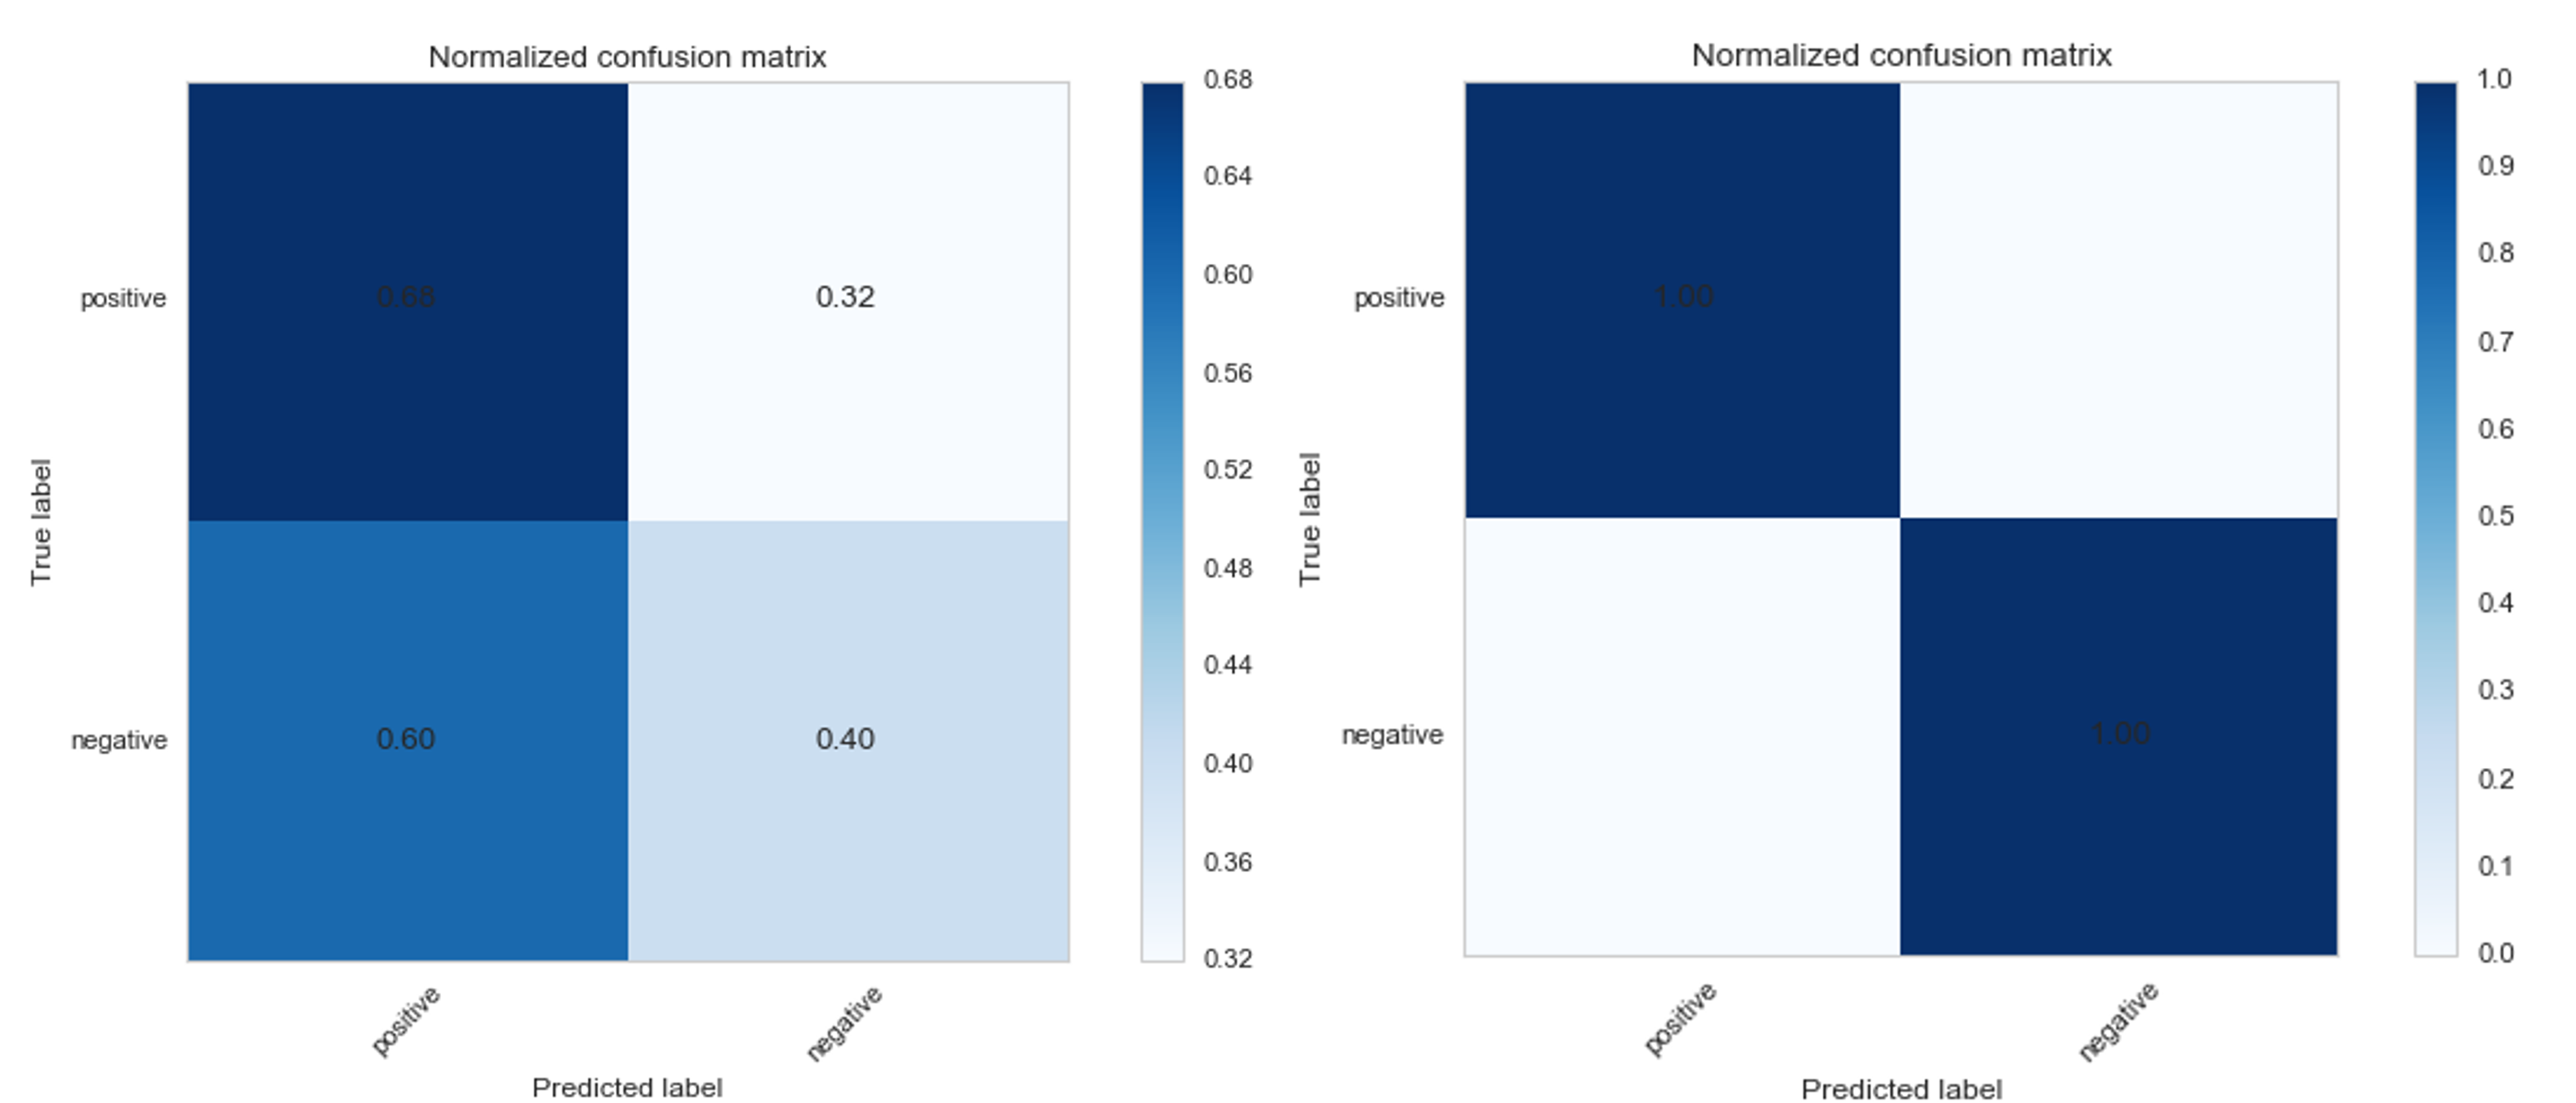 Normalized confusion matrix
True label
positive
negative
0.68
0.32
0.60
0.40
positive
negative
Predicted label
0.68
0.64
0.60
0.56
0.52
0.48
0.44
0.40
0.36
0.32
Normalized confusion matrix
True label
positive
negative
1.00
1.00
positive
negative
Predicted label
1.0
0.9
0.8
0.7
0.6
0.5
0.4
0.3
0.2
0.1
0.0